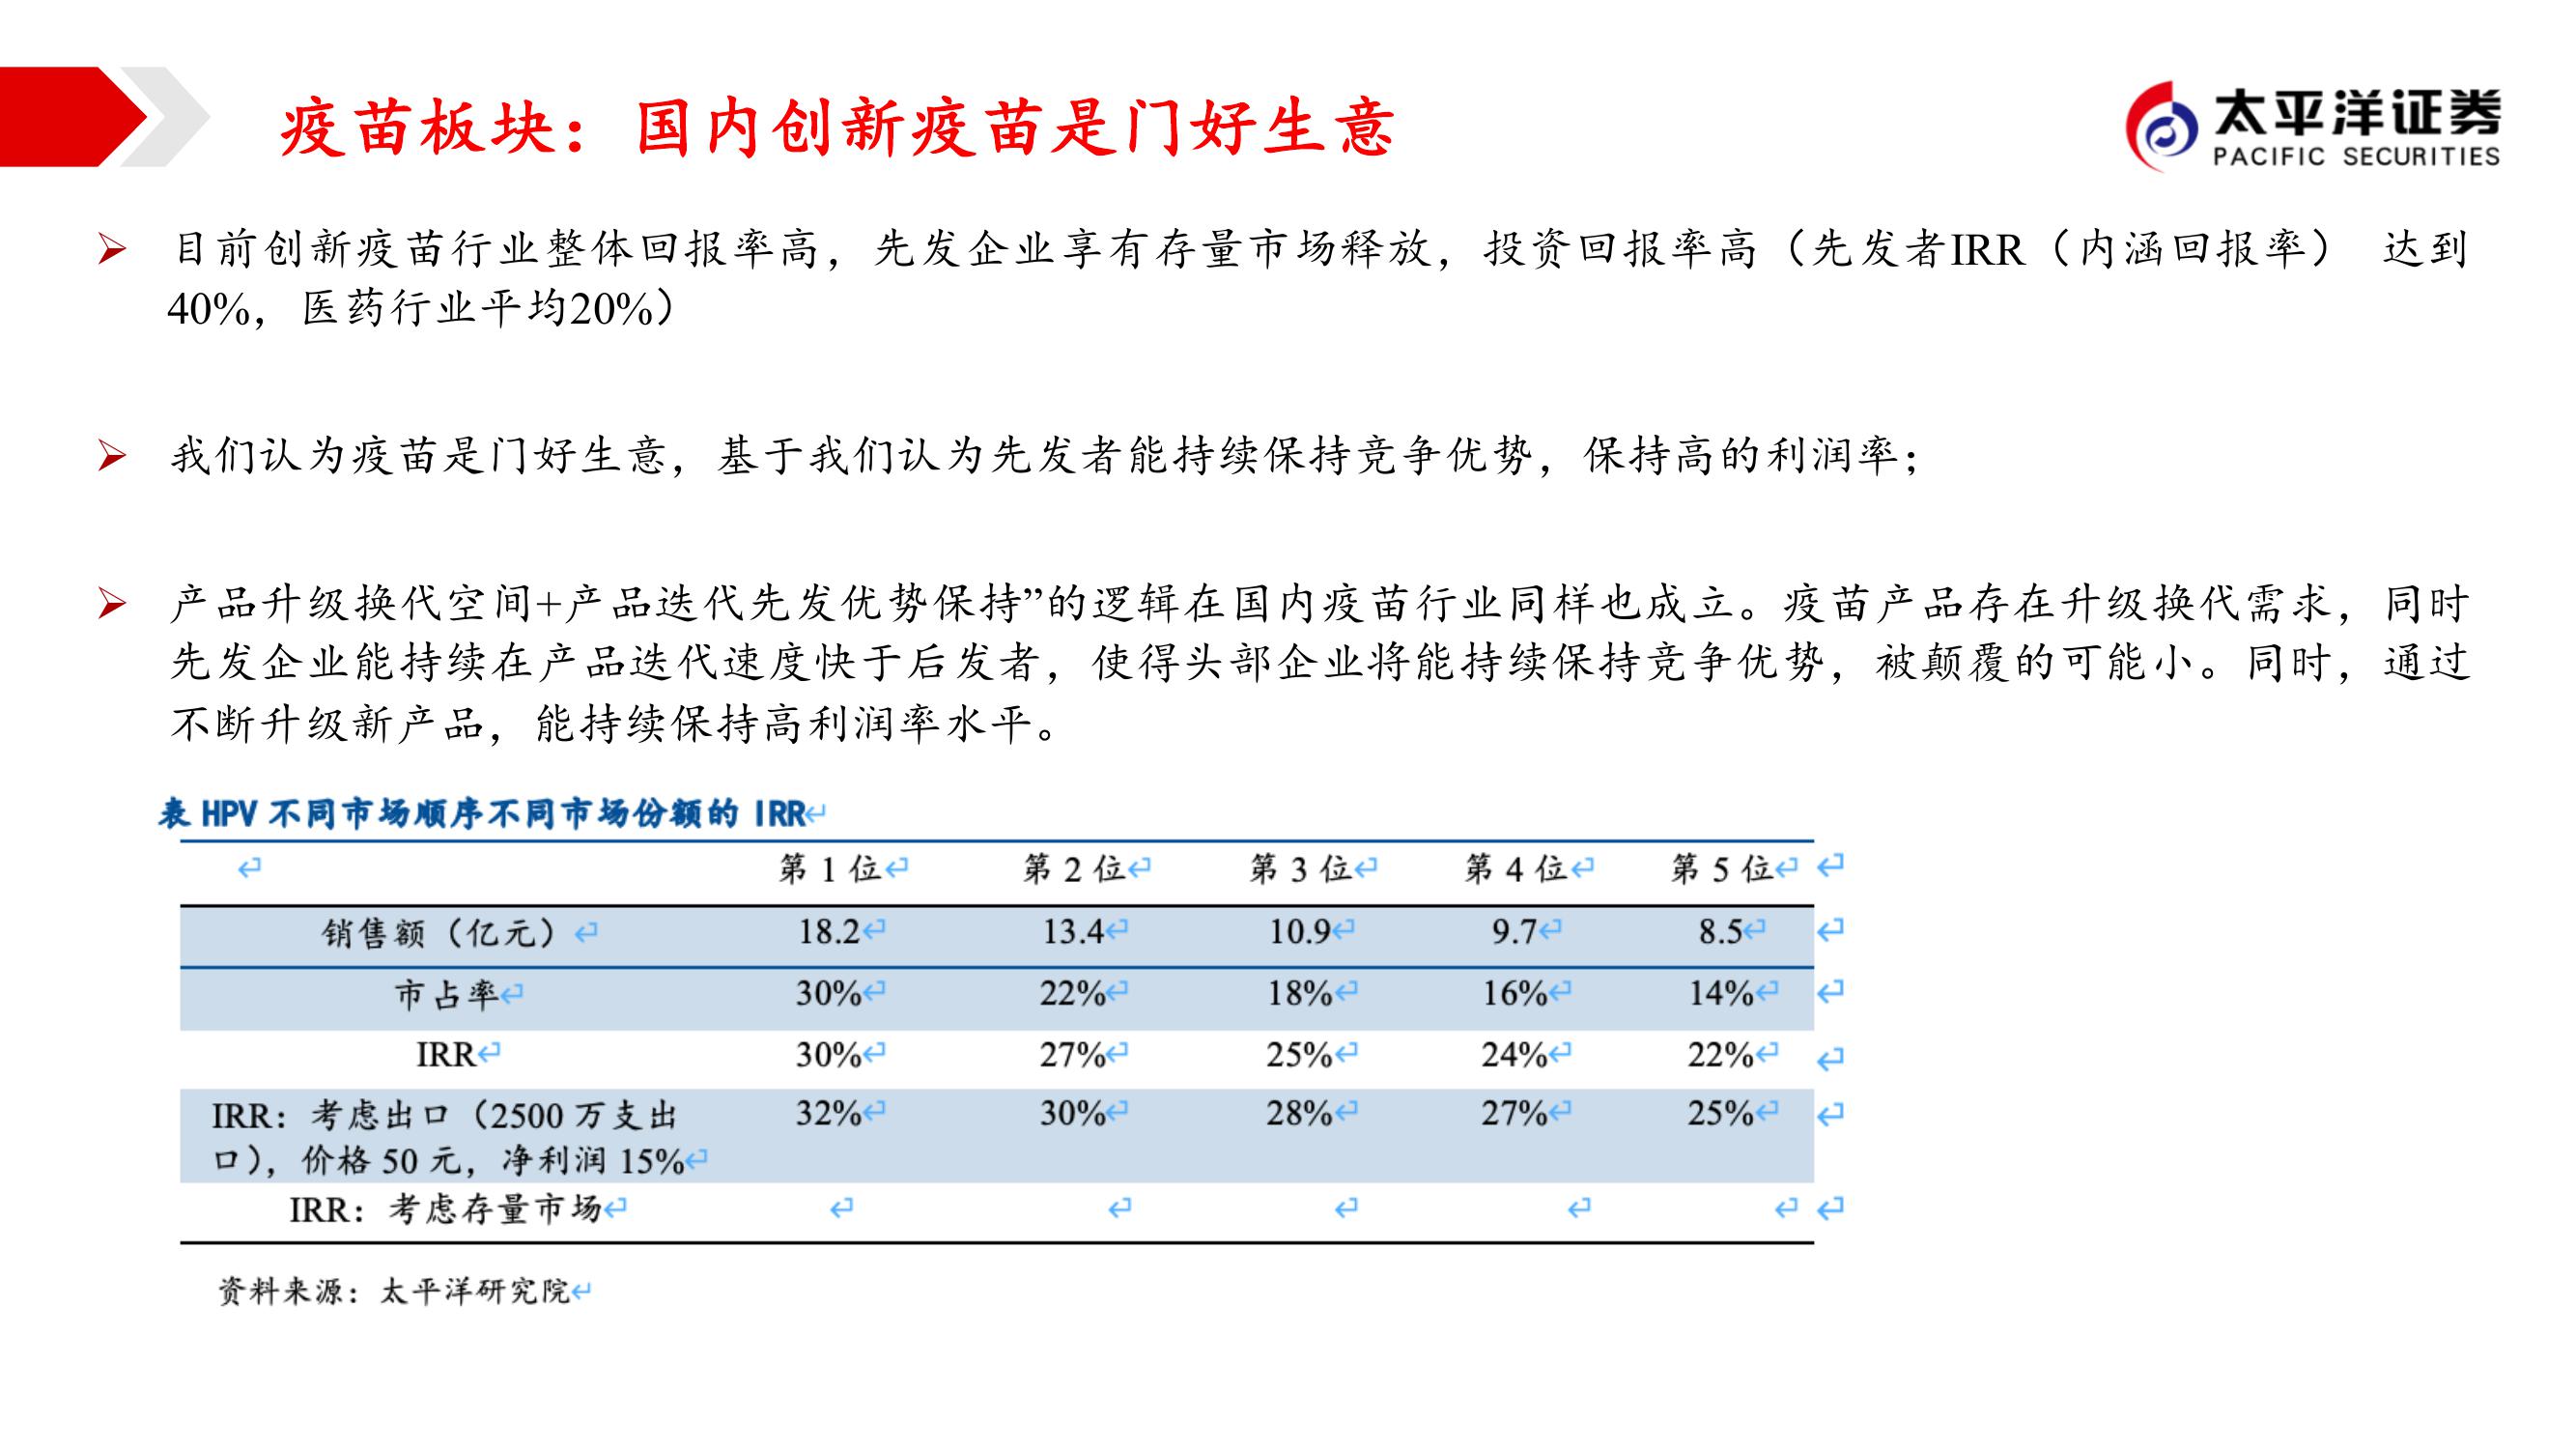 疫苗板块：国内创新疫苗是门好生意
太平洋证券
PACIFIC SECURITIES
目前创新疫苗行业整体回报率高，先发企业享有存量市场释放，投资回报率高（先发者IRR（内涵回报率） 达到
40%，医药行业平均20%）
我们认为疫苗是门好生意，基于我们认为先发者能持续保持竞争优势，保持高的利润率；
产品升级换代空间+产品迭代先发优势保持”的逻辑在国内疫苗行业同样也成立。疫苗产品存在升级换代需求，同时
先发企业能持续在产品迭代速度快于后发者，使得头部企业将能持续保持竞争优势，被颠覆的可能小。同时，通过
不断升级新产品，能持续保持高利润率水平。
表 HPV 不同市场顺序不同市场份额的 IRR
第 1 位 第 2 位 第 3 位 第 4 位 第 5 位
销售额（亿元） 18.2 13.4 10.9 9.7 8.5
市占率 30% 22% 18% 16% 14%
IRR 30% 27% 25% 24% 22%
IRR：考虑出口（2500 万支出 32% 30% 28% 27% 25%
口），价格 50 元，净利润 15%
IRR：考虑存量市场
资料来源：太平洋研究院